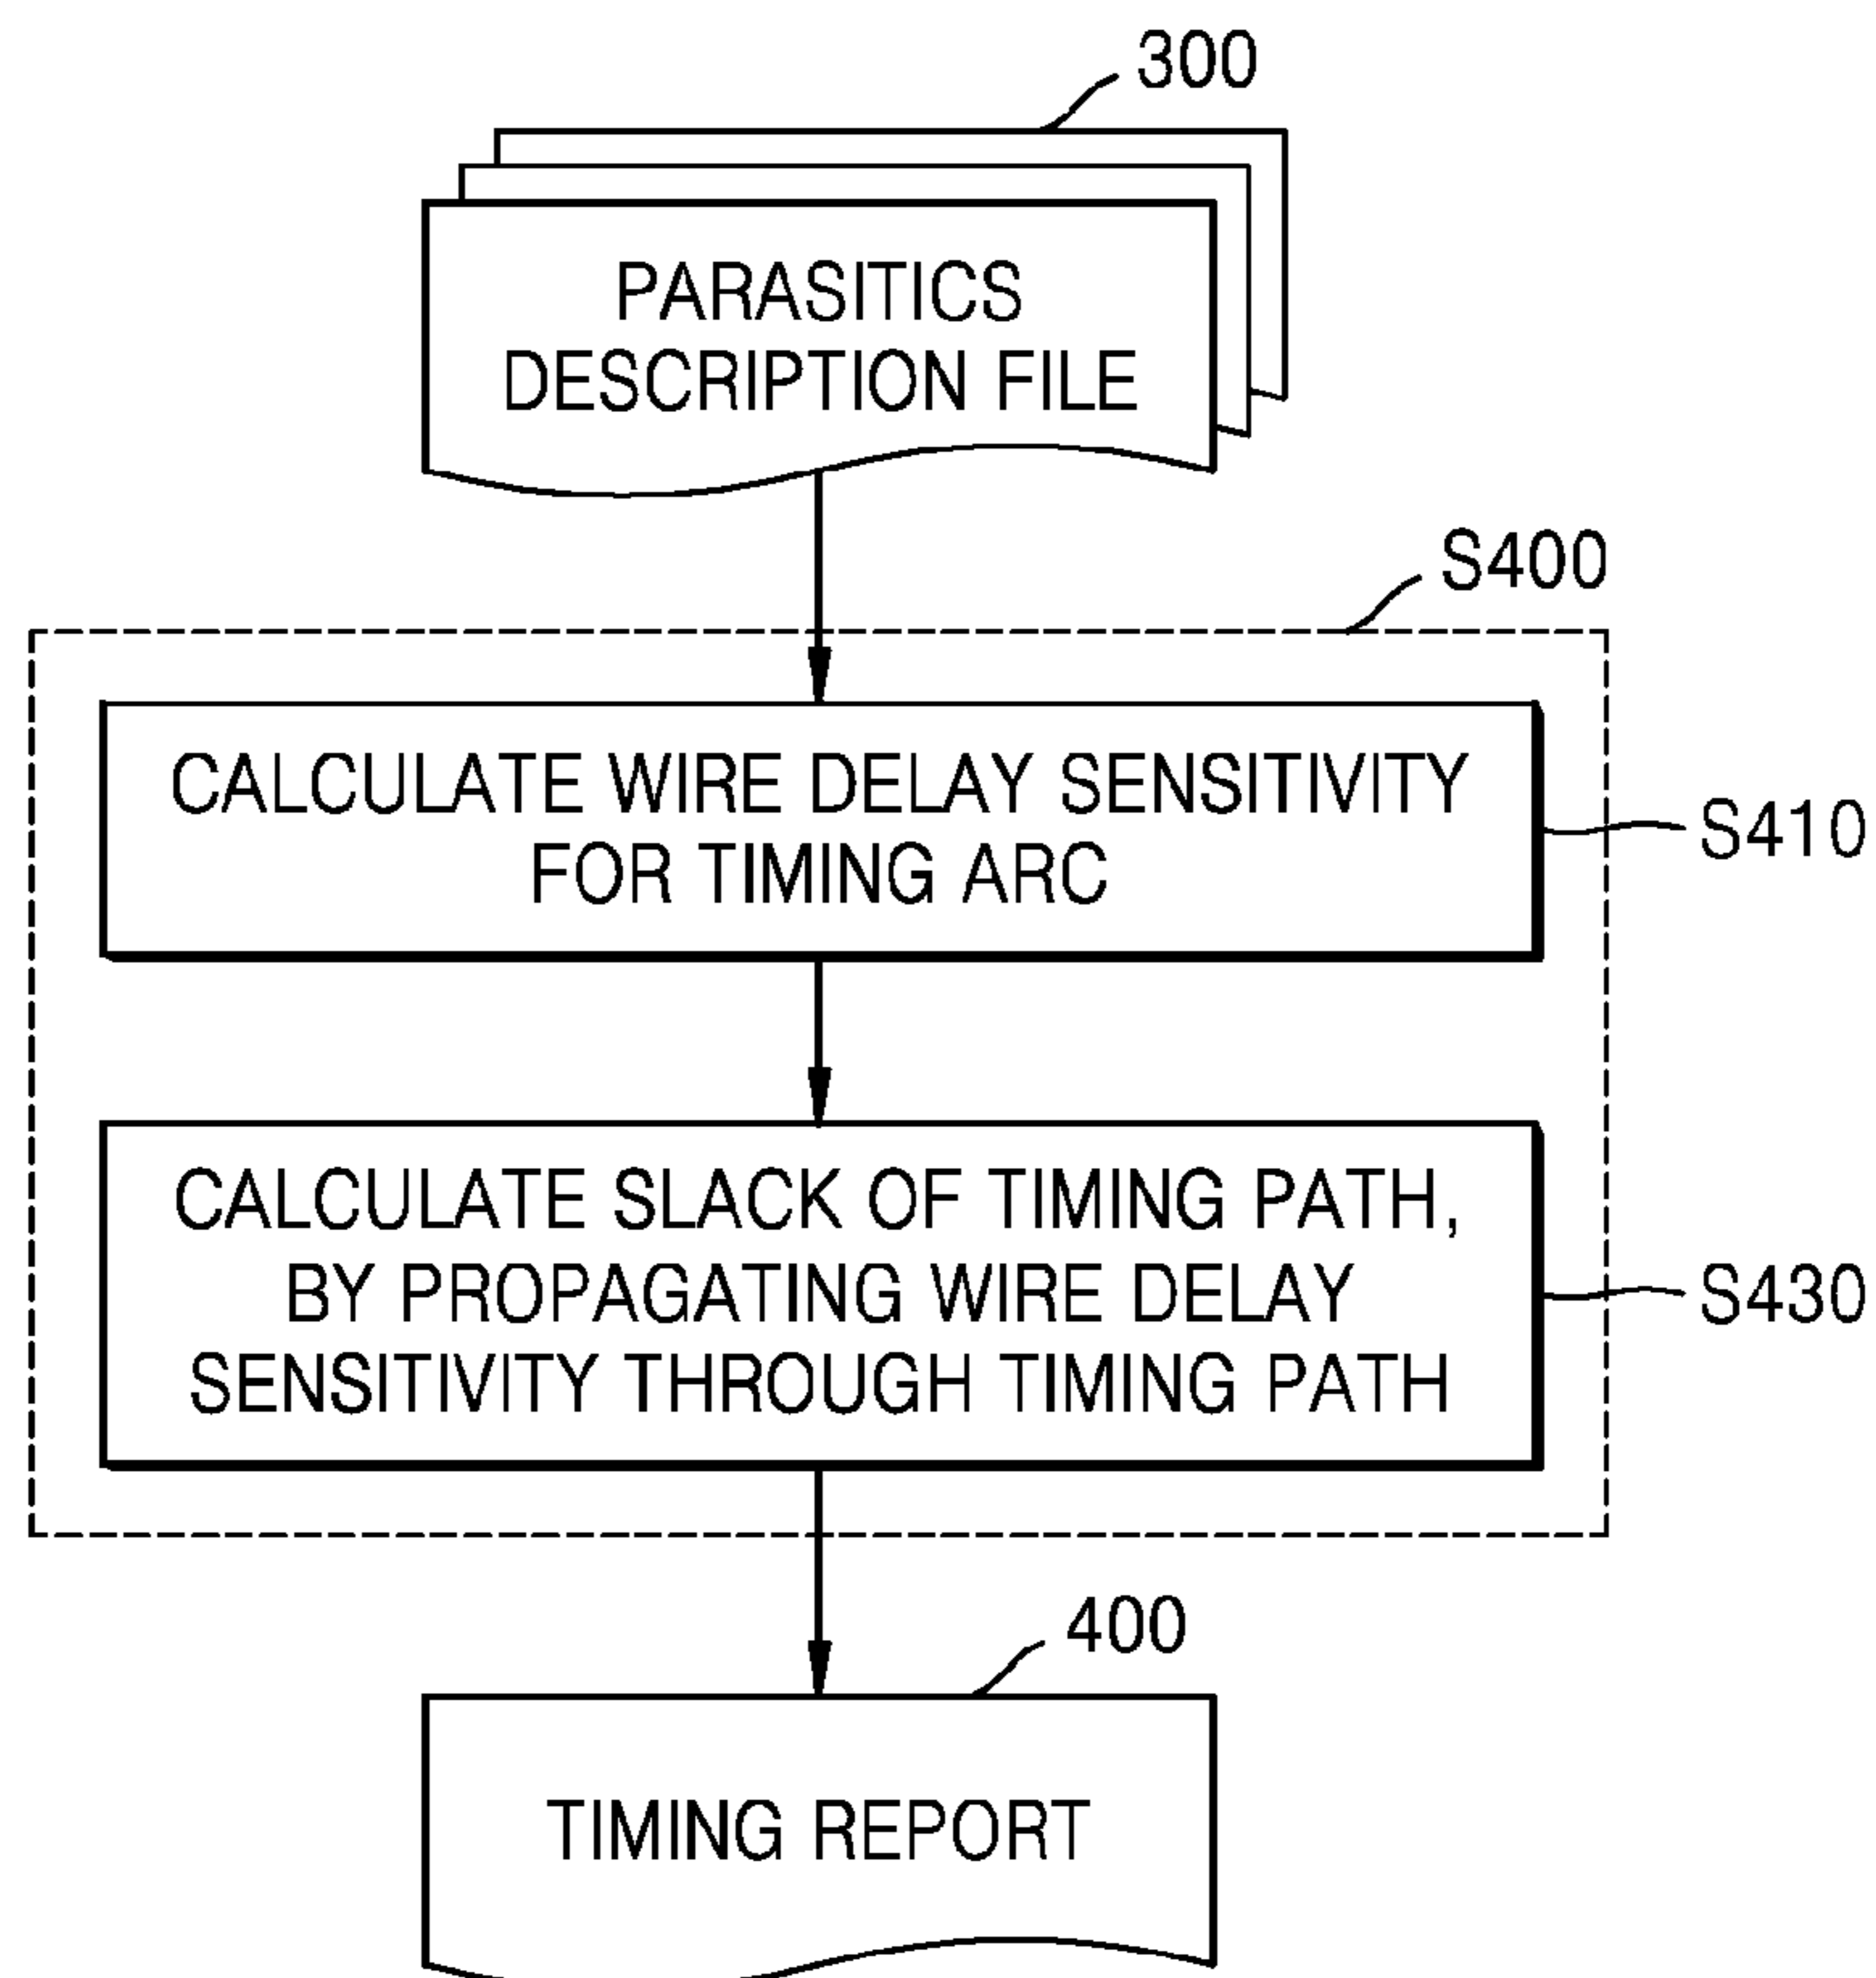 300
PARASITICS
DESCRIPTION FILE
S400
CALCULATE WIRE DELAY SENSITIVITY
FOR TIMING ARC
S410
CALCULATE SLACK OF TIMING PATH,
BY PROPAGATING WIRE DELAY
SENSITIVITY THROUGH TIMING PATH
S430
400
TIMING REPORT